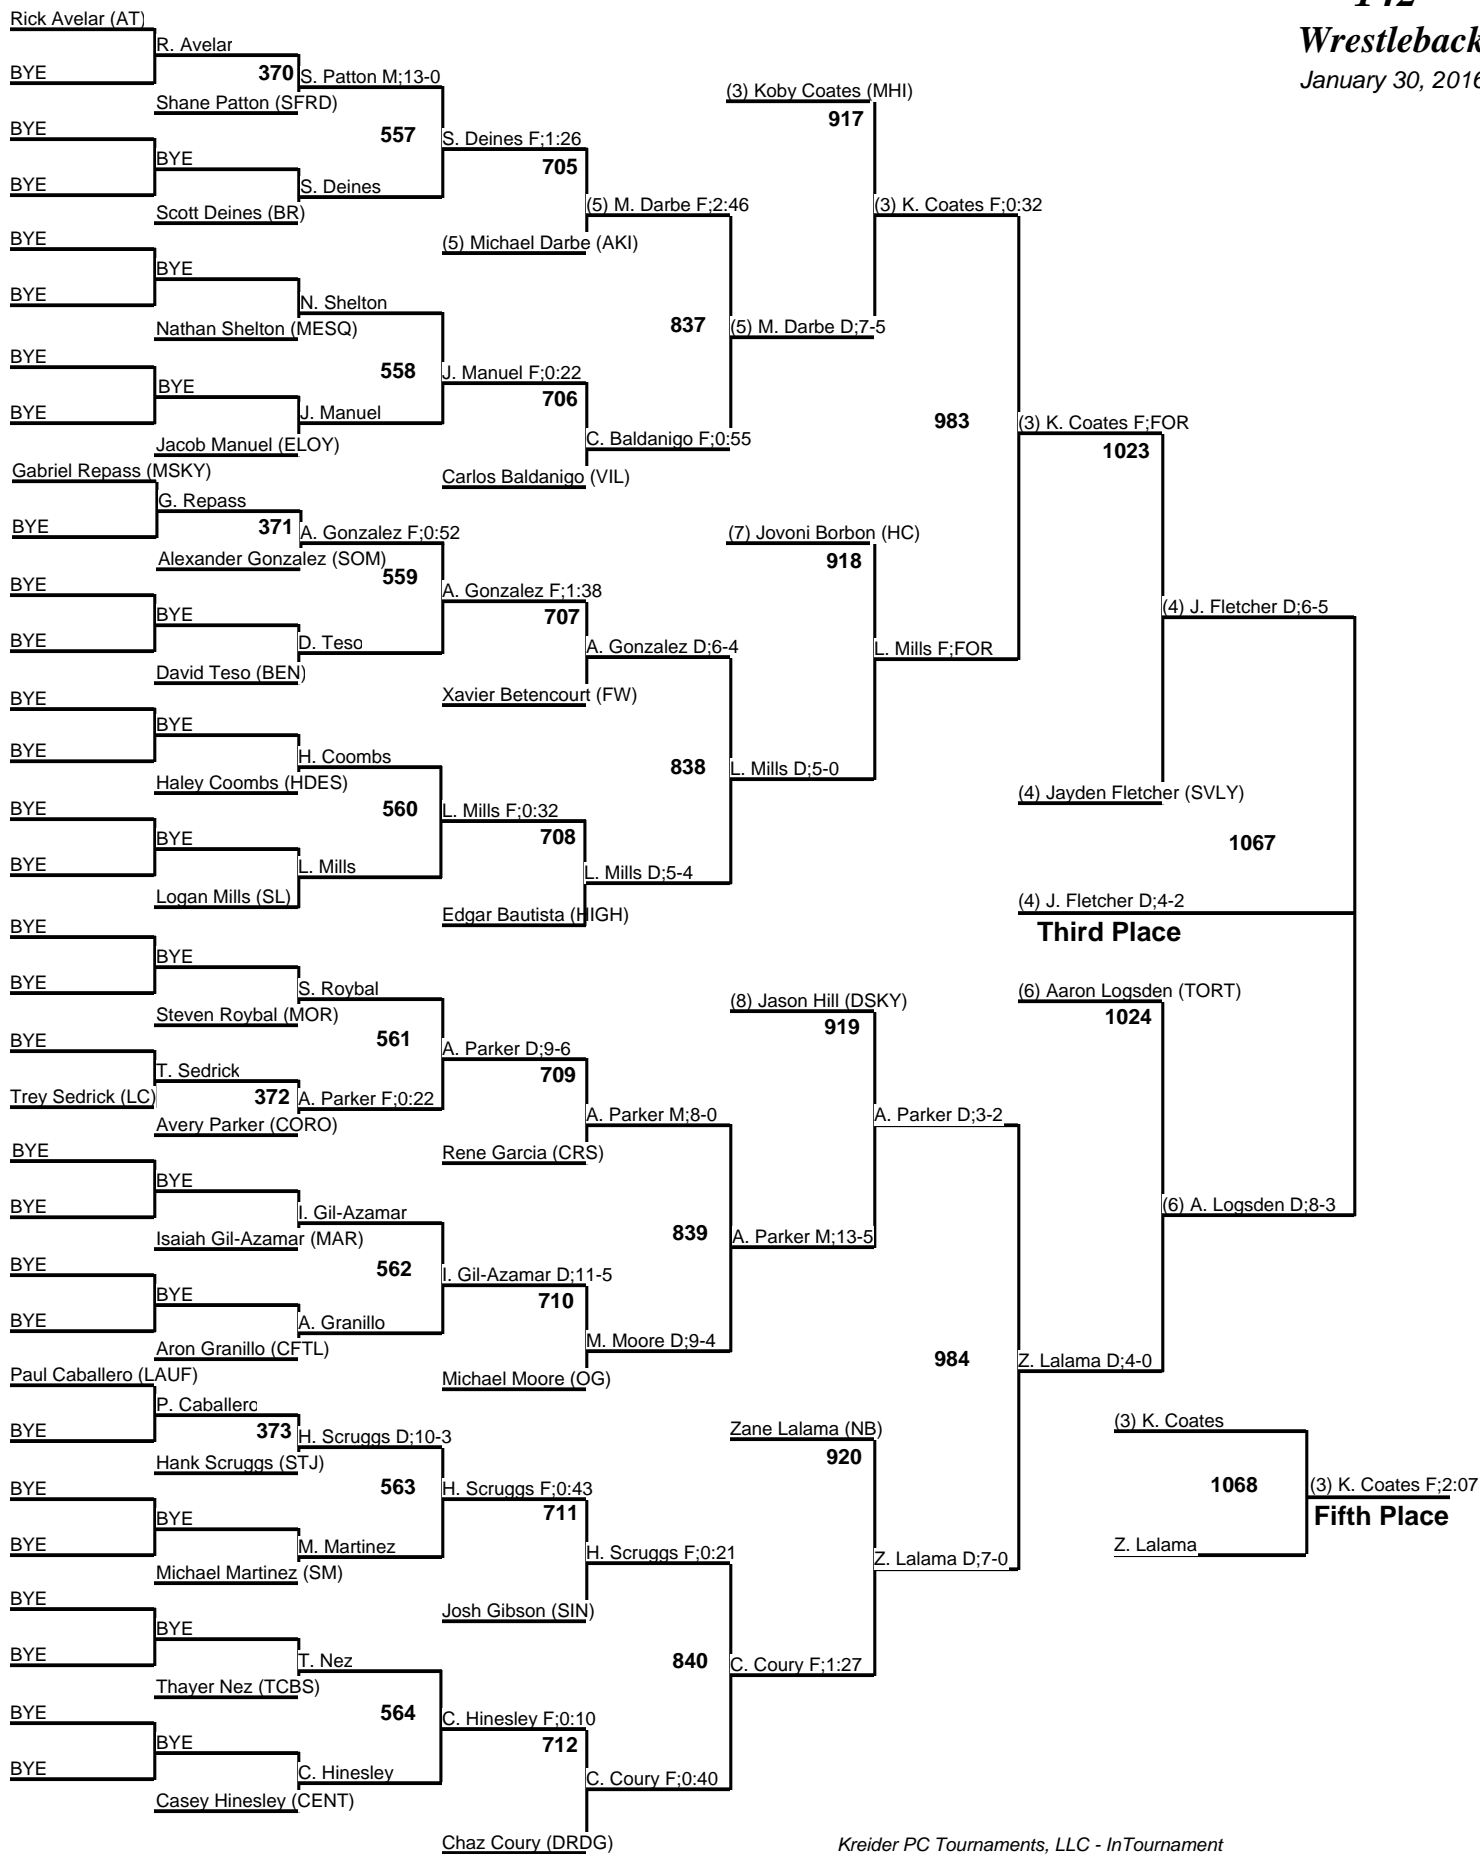 142
Wrestleback
January 30, 2016
Rick Avelar (AT)
R. Avelar
BYE
370
S. Patton M;13-0
Shane Patton (SFRD)
BYE
557
S. Deines F;1:26
BYE
705
BYE
S. Deines
Scott Deines (BR)
(5) M. Darbe F;2:46
BYE
(5) Michael Darbe (AKI)
BYE
BYE
N. Shelton
Nathan Shelton (MESQ)
837
(5) M. Darbe D;7-5
BYE
558
J. Manuel F;0:22
BYE
706
BYE
J. Manuel
Jacob Manuel (ELOY)
C. Baldanigo F;0:55
Carlos Baldanigo (VIL)
(3) Koby Coates (MHI)
917
(3) K. Coates F;0:32
983
(3) K. Coates F;FOR
1023
Gabriel Repass (MSKY)
G. Repass
BYE
371
A. Gonzalez F;0:52
Alexander Gonzalez (SOM)
559
BYE
A. Gonzalez F;1:38
BYE
707
BYE
D. Teso
David Teso (BEN)
A. Gonzalez D;6-4
Xavier Betencourt (FW)
BYE
BYE
BYE
H. Coombs
Haley Coombs (HDES)
838
L. Mills D;5-0
BYE
560
L. Mills F;0:32
BYE
708
BYE
L. Mills
Logan Mills (SL)
L. Mills D;5-4
Edgar Bautista (HIGH)
(7) Jovoni Borbon (HC)
918
L. Mills F;FOR
(4) J. Fletcher D;6-5
(4) Jayden Fletcher (SVLY)
1067
(4) J. Fletcher D;4-2
Third Place
BYE
BYE
BYE
S. Roybal
Steven Roybal (MOR)
561
BYE
A. Parker D;9-6
709
T. Sedrick
Trey Sedrick (LC)
372
A. Parker F;0:22
Avery Parker (CORO)
A. Parker M;8-0
Rene Garcia (CRS)
BYE
BYE
BYE
I. Gil-Azamar
Isaiah Gil-Azamar (MAR)
839
A. Parker M;13-5
BYE
562
I. Gil-Azamar D;11-5
BYE
710
BYE
A. Granillo
Aron Granillo (CFTL)
M. Moore D;9-4
Michael Moore (OG)
(8) Jason Hill (DSKY)
919
A. Parker D;3-2
(6) Aaron Logsden (TORT)
1024
(6) A. Logsden D;8-3
984
Z. Lalama D;4-0
Paul Caballero (LAUF)
P. Caballero
BYE
373
H. Scruggs D;10-3
Hank Scruggs (STJ)
563
BYE
H. Scruggs F;0:43
BYE
711
BYE
M. Martinez
Michael Martinez (SM)
H. Scruggs F;0:21
Josh Gibson (SIN)
BYE
BYE
BYE
T. Nez
Thayer Nez (TCBS)
840
C. Coury F;1:27
BYE
564
C. Hinesley F;0:10
BYE
712
BYE
C. Hinesley
Casey Hinesley (CENT)
C. Coury F;0:40
Chaz Coury (DRDG)
Zane Lalama (NB)
920
Z. Lalama D;7-0
(3) K. Coates
1068
(3) K. Coates F;2:07
Fifth Place
Z. Lalama
Kreider PC Tournaments, LLC - InTournament